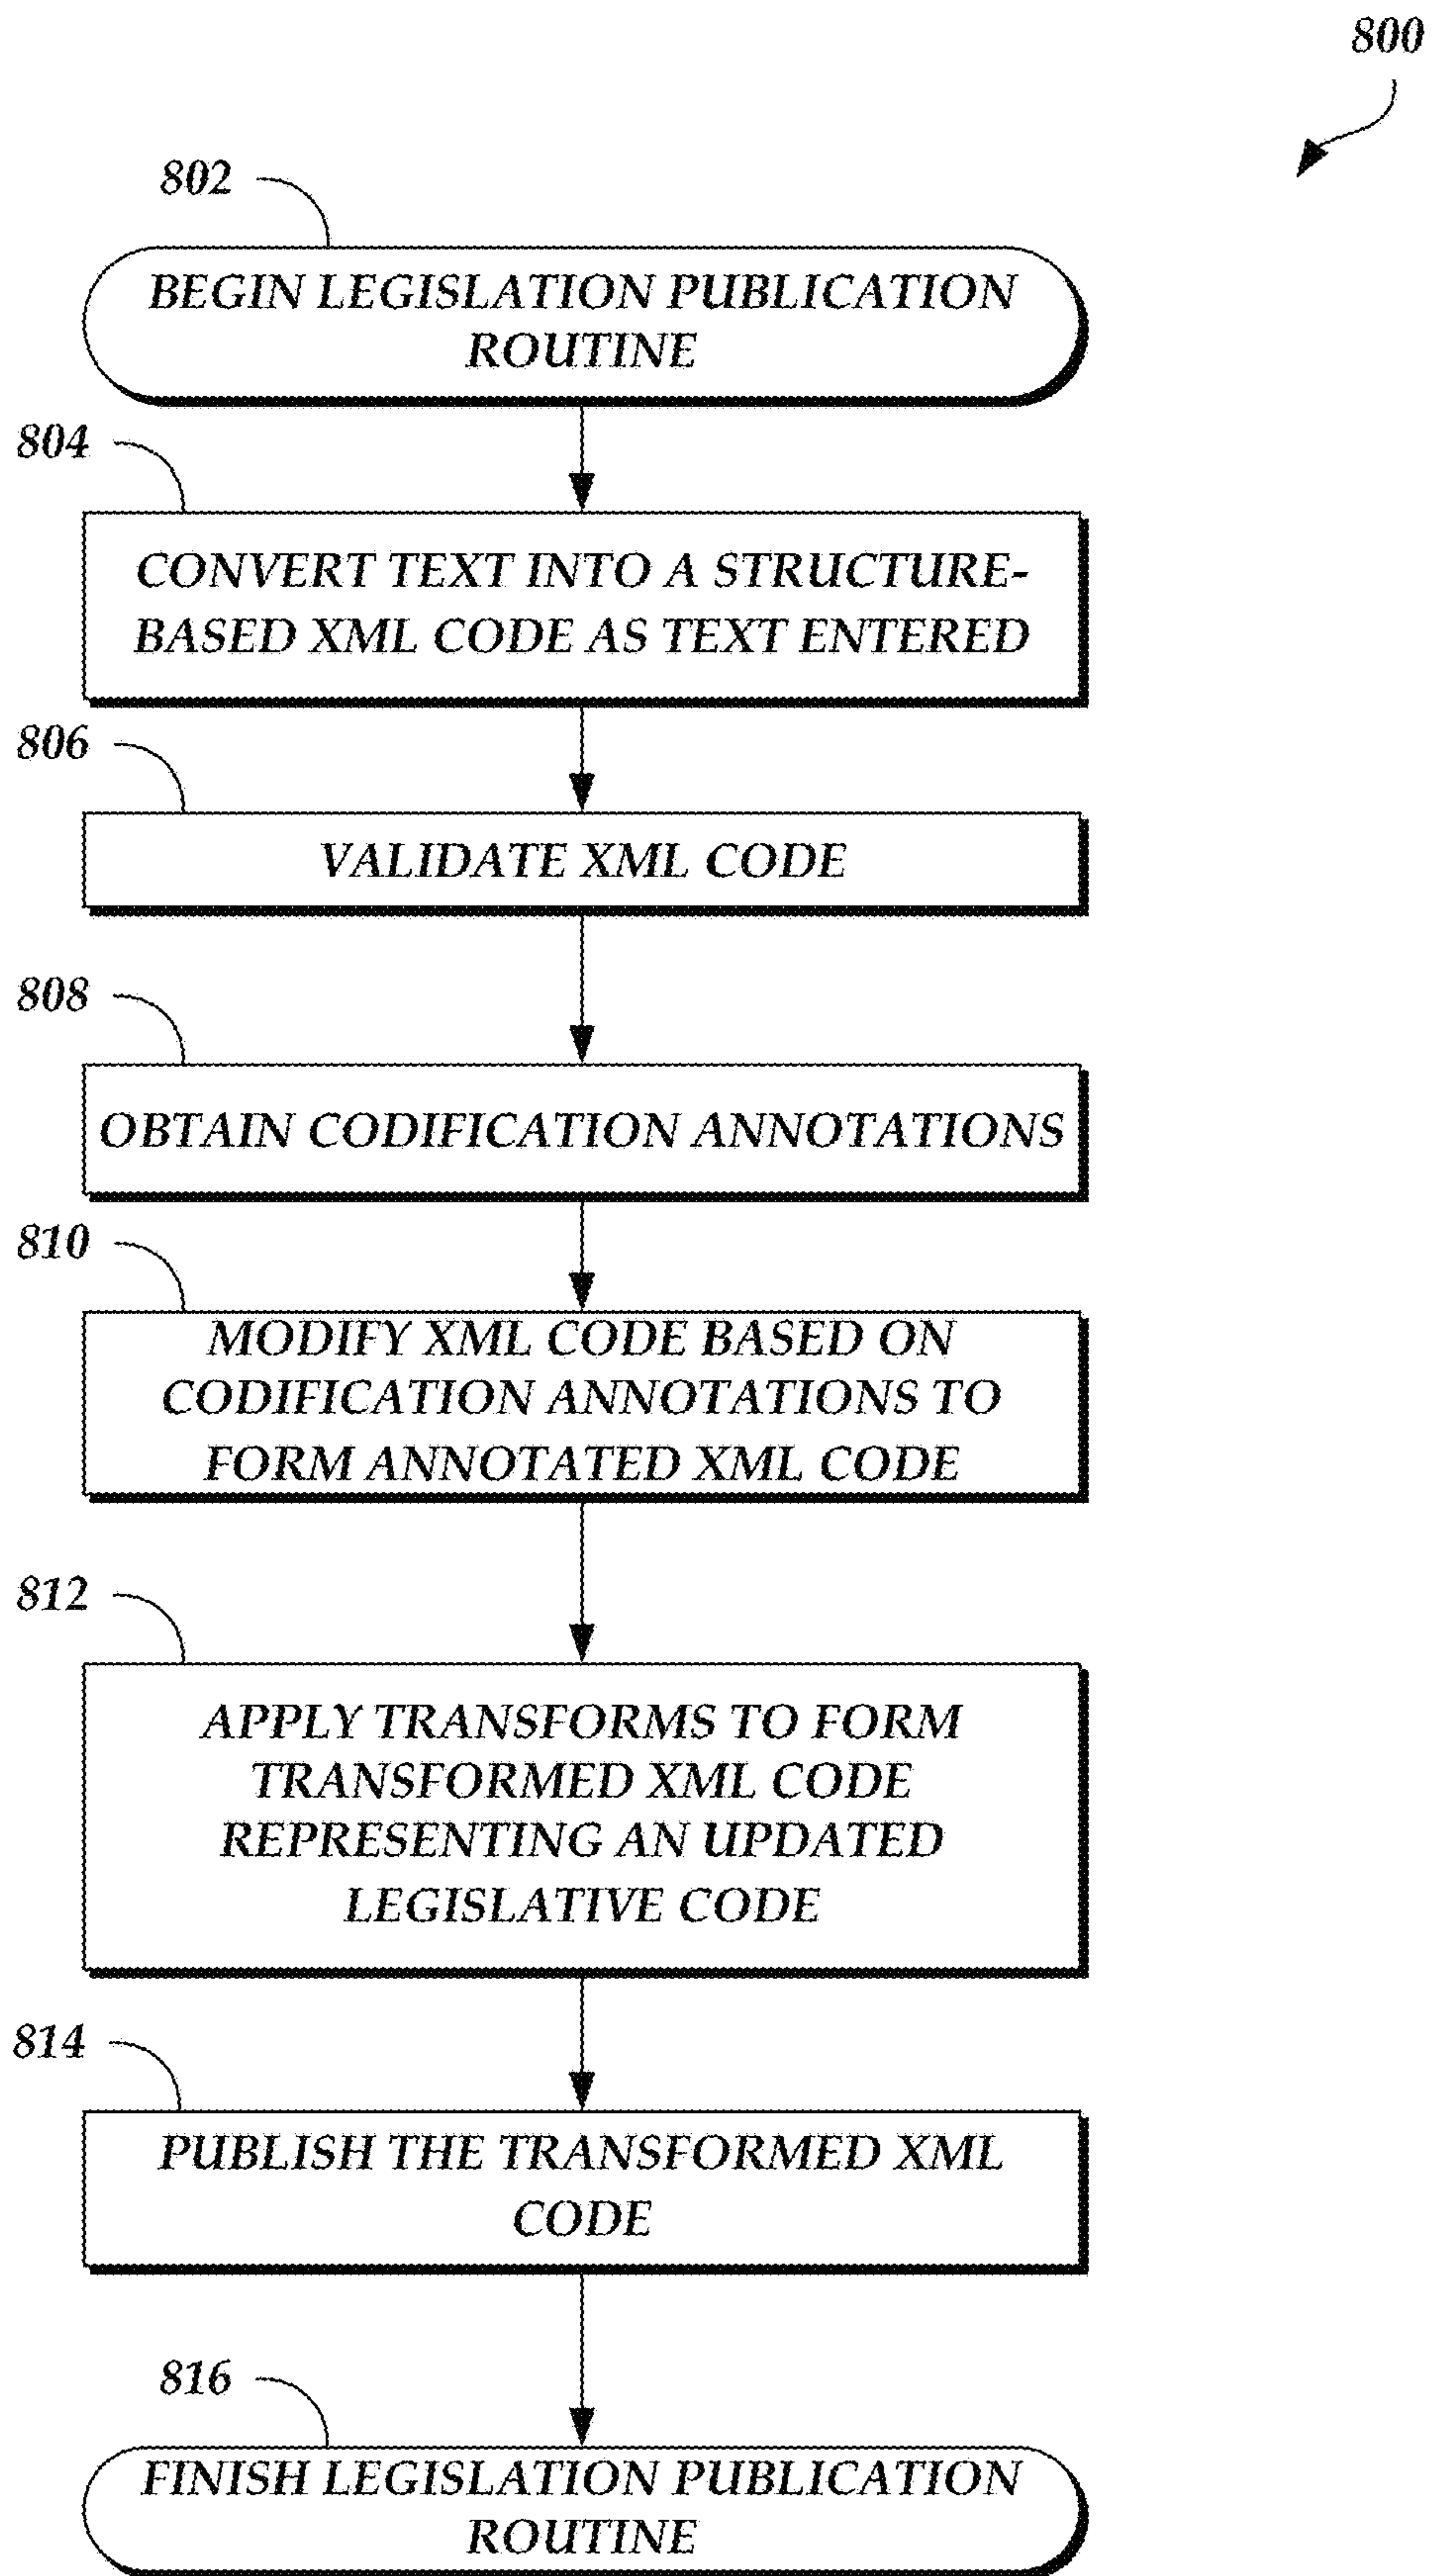 800
802
BEGIN LEGISLATION PUBLICATION
ROUTINE
804
CONVERT TEXT INTO A STRUCTURE-
BASED XML CODE AS TEXT ENTERED
806
VALIDATE XML CODE
808
OBTAIN CODIFICATION ANNOTATIONS
810
MODIFY XML CODE BASED ON
CODIFICATION ANNOTATIONS TO
FORM ANNOTATED XML CODE
812
APPLY TRANSFORMS TO FORM
TRANSFORMED XML CODE
REPRESENTING AN UPDATED
LEGISLATIVE CODE
814
PUBLISH THE TRANSFORMED XML
CODE
816
FINISH LEGISLATION PUBLICATION
ROUTINE